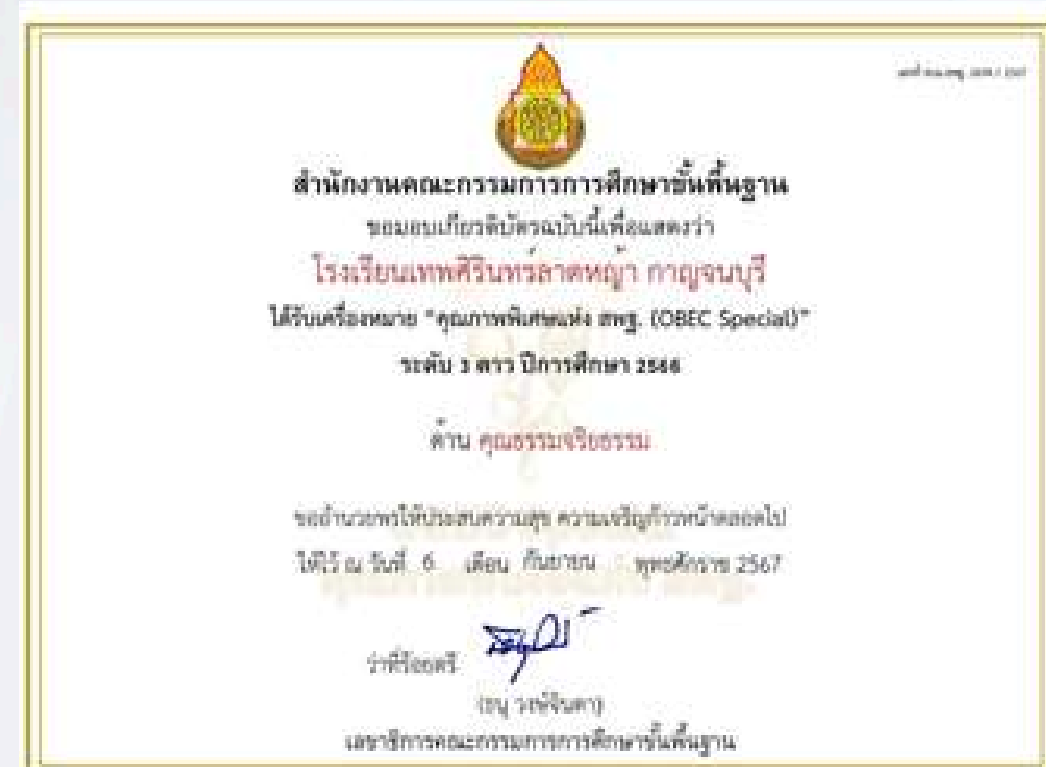 สำนักงานคณะกรรมการการศึกษาขั้นพื้นฐาน
ขอมอบเกียรติบัตรฉบับนี้เพื่อแสดงว่า
โรงเรียนเทพศิรินทร์ลาดหญ้า กาญจนบุรี
ได้รับเครื่องหมาย “คุณภาพพิเศษแห่ง สพฐ. (OBEC Special)”
ระดับ 3 ดาว ปีการศึกษา 2566
ด้าน คุณธรรมจริยธรรม
ขออำนวยพรให้ประสบความสุข ความเจริญก้าวหน้าตลอดไป
ให้ไว้ ณ วันที่ 6 เดือน กันยายน พุทธศักราช 2567
ว่าที่ร้อยตรี
(ธนุ วงษ์จินดา)
เลขาธิการคณะกรรมการการศึกษาขั้นพื้นฐาน